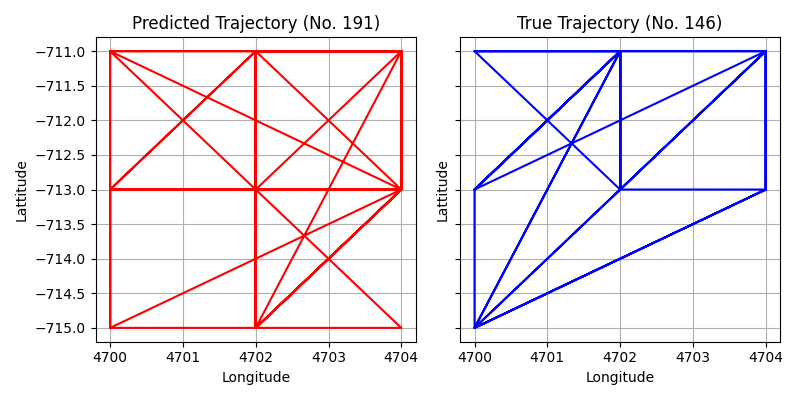 Predicted Trajectory (No. 191)
True Trajectory (No. 146)
−711.0
−711.5
−712.0
−712.5
−713.0
−713.5
−714.0
−714.5
−715.0
Lattitude
Lattitude
4700 4701 4702 4703 4704
4700 4701 4702 4703 4704
Longitude
Longitude